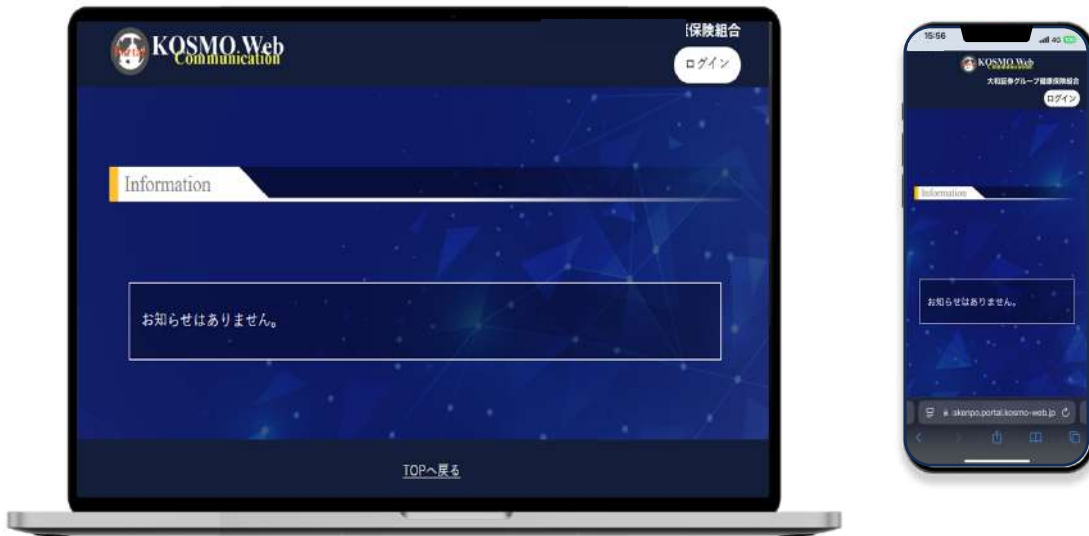 Portal
KOSMO Web
Communication
保険組合
ログイン
Information
お知らせはありません。
TOPへ戻る
15:56
4G
KOSMO Web
Communication
大和証券グループ健康保険組合
ログイン
Information
お知らせはありません。
akenpo.portal.kosmo-web.jp